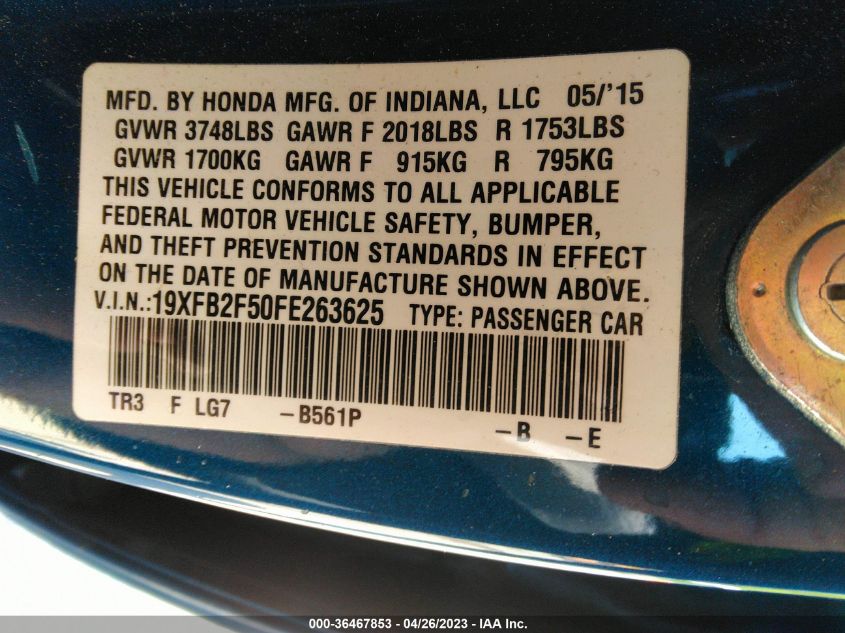 MFD. BY HONDA MFG. OF INDIANA, LLC 05/'15
GVWR 3748LBS GAWR F 2018LBS R 1753LBS
GVWR 1700KG GAWR F 915KG R 795KG
THIS VEHICLE CONFORMS TO ALL APPLICABLE
FEDERAL MOTOR VEHICLE SAFETY, BUMPER,
AND THEFT PREVENTION STANDARDS IN EFFECT
ON THE DATE OF MANUFACTURE SHOWN ABOVE.
V.I.N.:19XFB2F50FE263625 TYPE: PASSENGER CAR
TR3 F LG7 -B561P -B -E
000-36467853 - 04/26/2023 - IAA Inc.